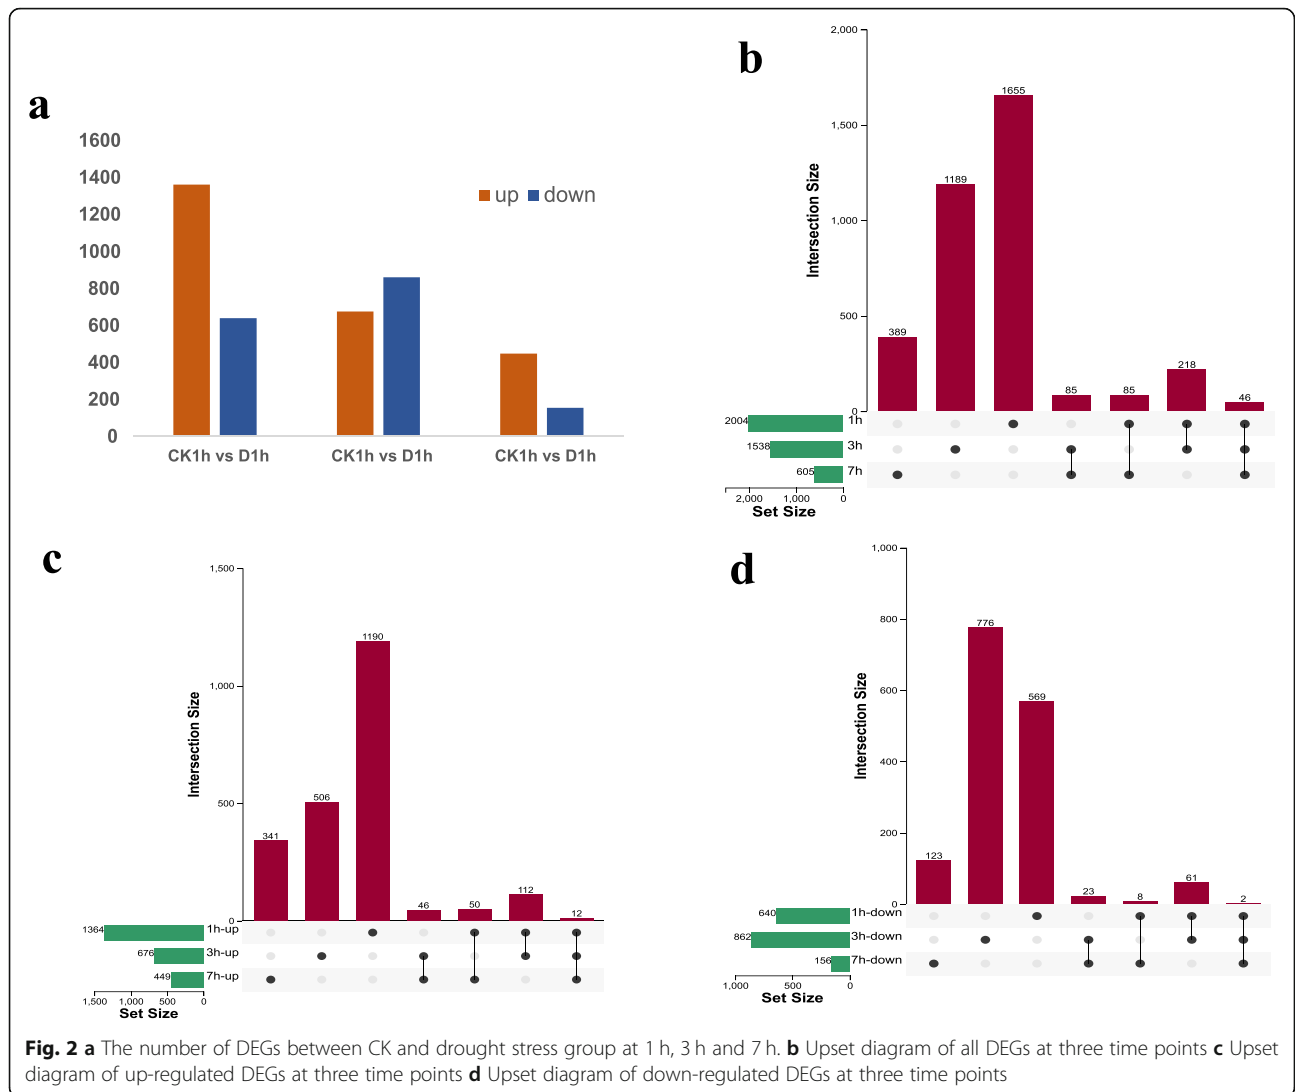 a
1600
1400
1200
1000
800
600
400
200
0
up down
CK1h vs D1h CK1h vs D1h CK1h vs D1h
b
2,000
1,500
1,000
500
0
Intersection Size
389 1189 1655 85 85 218 46
2004 1h
1538 3h
605 7h
2,000 1,000 0
Set Size
c
1,500
1,000
500
0
Intersection Size
341 506 1190 46 50 112 12
1364 1h-up
676 3h-up
449 7h-up
1,500 1,000 500 0
Set Size
d
1,000
800
600
400
200
0
Intersection Size
123 776 569 23 8 61 2
640 1h-down
862 3h-down
156 7h-down
1,000 500 0
Set Size
Fig. 2 a The number of DEGs between CK and drought stress group at 1 h, 3 h and 7 h. b Upset diagram of all DEGs at three time points c Upset
diagram of up-regulated DEGs at three time points d Upset diagram of down-regulated DEGs at three time points